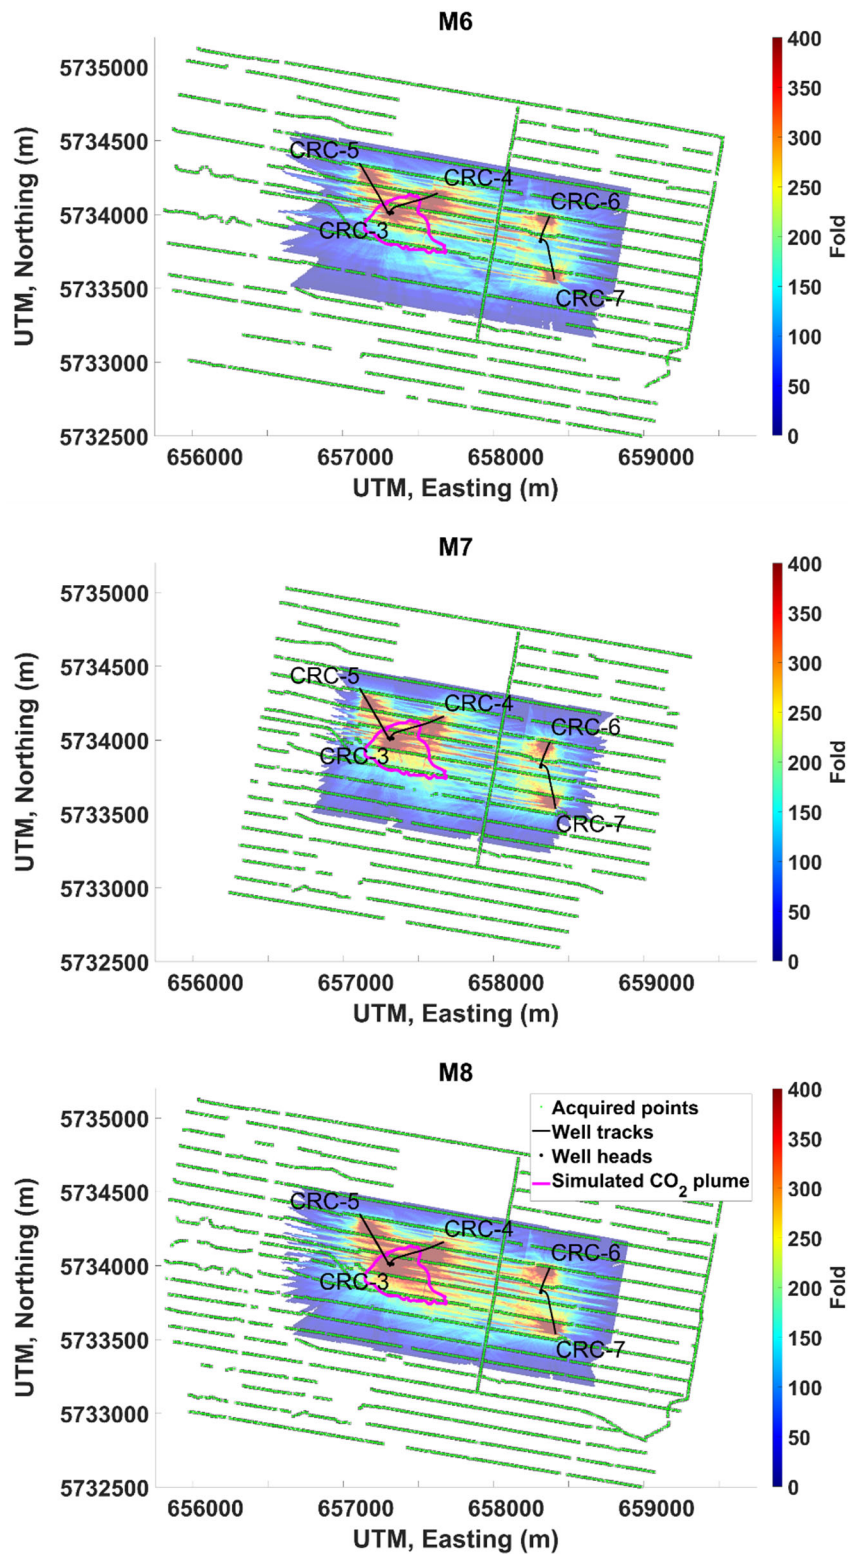 M6
5735000
5734500
5734000
5733500
5733000
5732500
UTM, Northing (m)
656000 657000 658000 659000
UTM, Easting (m)
CRC-5
CRC-4
CRC-3
CRC-6
CRC-7
400
350
300
250
200
150
100
50
0
Fold
M7
5735000
5734500
5734000
5733500
5733000
5732500
UTM, Northing (m)
656000 657000 658000 659000
UTM, Easting (m)
CRC-5
CRC-4
CRC-3
CRC-6
CRC-7
400
350
300
250
200
150
100
50
0
Fold
M8
5735000
5734500
5734000
5733500
5733000
5732500
UTM, Northing (m)
656000 657000 658000 659000
UTM, Easting (m)
Acquired points
Well tracks
Well heads
Simulated CO2 plume
CRC-5
CRC-4
CRC-3
CRC-6
CRC-7
400
350
300
250
200
150
100
50
0
Fold